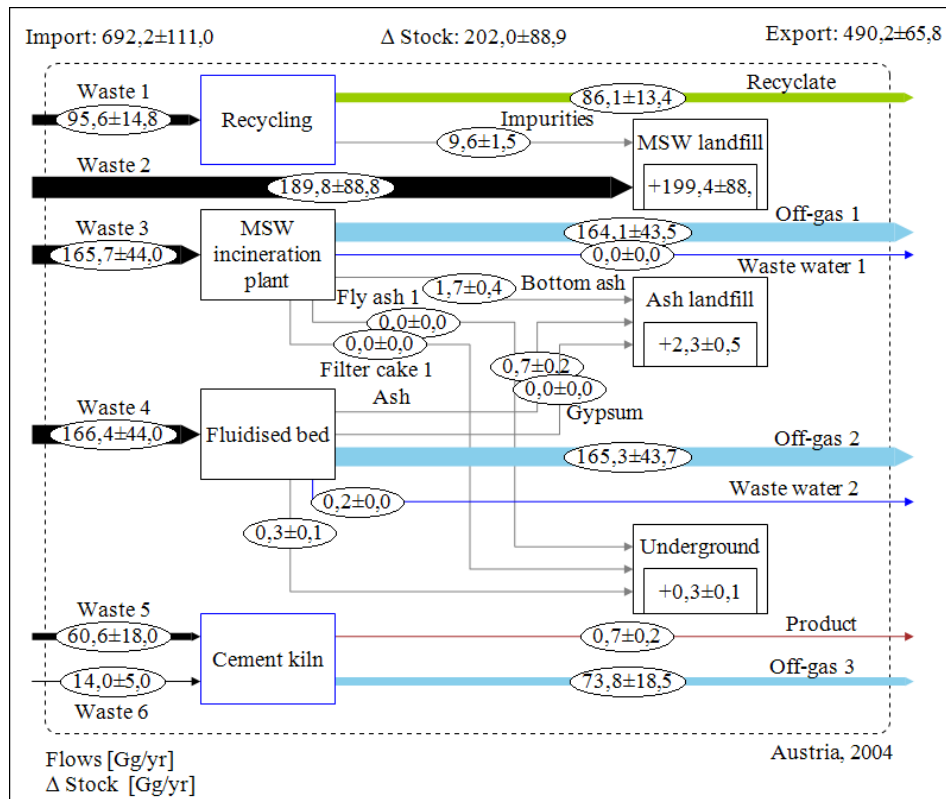 Import: 692,2±111,0
Δ Stock: 202,0±88,9
Export: 490,2±65,8
Waste 1
95,6±14,8
Recycling
86,1±13,4
Recyclate
Impurities
9,6±1,5
MSW landfill
+199,4±88,
Waste 2
189,8±88,8
Waste 3
165,7±44,0
MSW
incineration
plant
Off-gas 1
164,1±43,5
0,0±0,0
Waste water 1
1,7±0,4
Bottom ash
Fly ash 1
0,0±0,0
0,0±0,0
Filter cake 1
Ash landfill
+2,3±0,5
0,7±0,2
0,0±0,0
Ash
Gypsum
Waste 4
166,4±44,0
Fluidised bed
Off-gas 2
165,3±43,7
Waste water 2
0,2±0,0
0,3±0,1
Underground
+0,3±0,1
Waste 5
60,6±18,0
Cement kiln
0,7±0,2
Product
14,0±5,0
Waste 6
73,8±18,5
Off-gas 3
Flows [Gg/yr]
Δ Stock [Gg/yr]
Austria, 2004